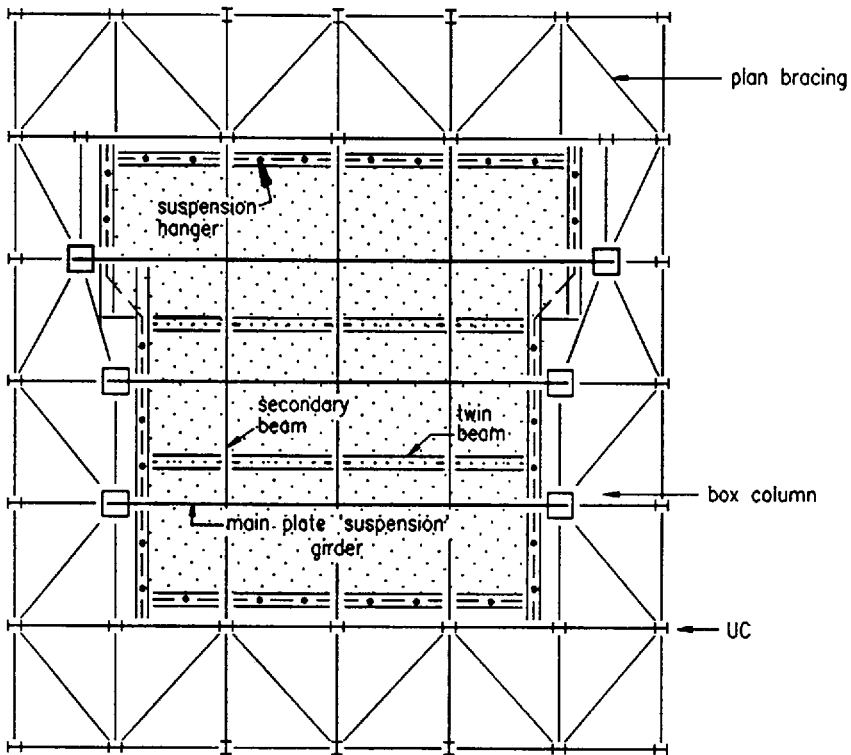 plan bracing
suspension
hanger
secondary
beam
twin
beam
box column
main plate 'suspension'
girder
UC